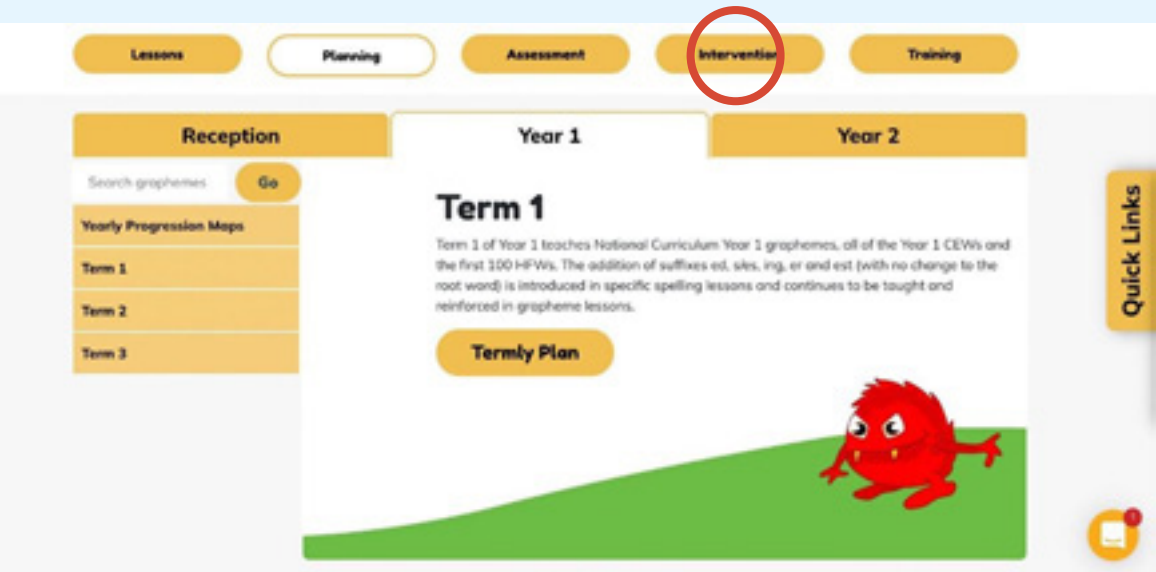 Lessons
Planning
Assessment
Intervention
Training
Reception
Year 1
Year 2
Search graphemes
Go
Yearly Progression Maps
Term 1
Term 2
Term 3
Term 1
Term 1 of Year 1 teaches National Curriculum Year 1 graphemes, all of the Year 1 CEWs and
the first 100 HFWs. The addition of suffixes ed, s/es, ing, er and est (with no change to the
root word) is introduced in specific spelling lessons and continues to be taught and
reinforced in grapheme lessons.
Termly Plan
Quick Links